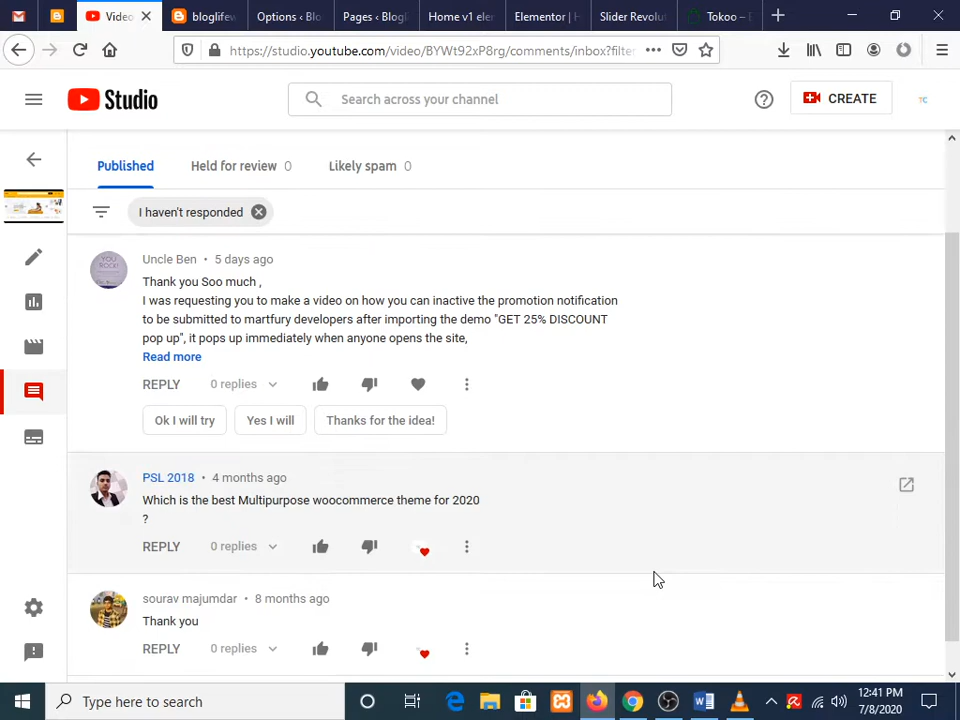 Video
bloglifew
Options ‹ Blo
Pages ‹ Blogli
Home v1 elen
Elementor | H
Slider Revolut
Tokoo – E
https://studio.youtube.com/video/BYWt92xP8rg/comments/inbox?filter
Studio
Search across your channel
CREATE
TC
Published
Held for review 0
Likely spam 0
I haven't responded
Uncle Ben • 5 days ago
Thank you Soo much ,
I was requesting you to make a video on how you can inactive the promotion notification
to be submitted to martfury developers after importing the demo "GET 25% DISCOUNT
pop up", it pops up immediately when anyone opens the site,
Read more
REPLY 0 replies
Ok I will try
Yes I will
Thanks for the idea!
PSL 2018 • 4 months ago
Which is the best Multipurpose woocommerce theme for 2020
?
REPLY 0 replies
sourav majumdar • 8 months ago
Thank you
REPLY 0 replies
Type here to search
12:41 PM
7/8/2020